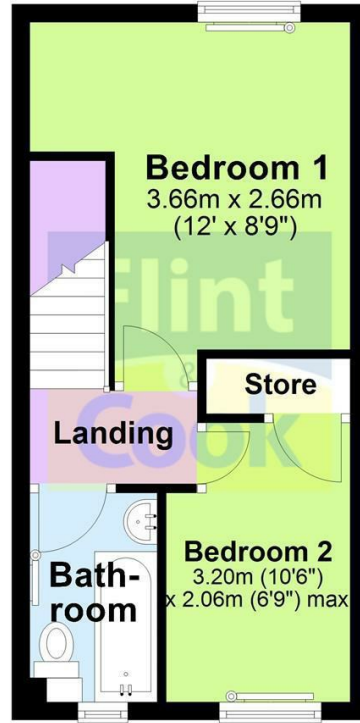 Bedroom 1
3.66m x 2.66m
(12' x 8'9")
Flint
&
Cook
Store
Landing
Bedroom 2
3.20m (10'6")
x 2.06m (6'9") max
Bath-
room